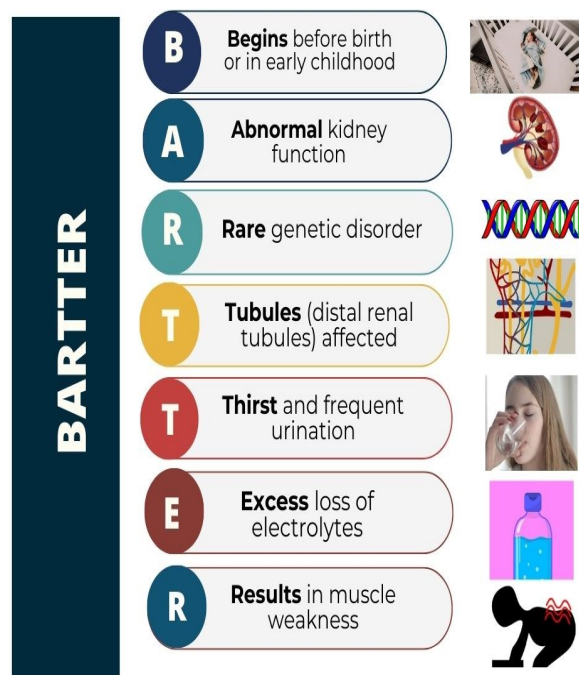 BARTTER
B
Begins before birth
or in early childhood
A
Abnormal kidney
function
R
Rare genetic disorder
T
Tubules (distal renal
tubules) affected
T
Thirst and frequent
urination
E
Excess loss of
electrolytes
R
Results in muscle
weakness